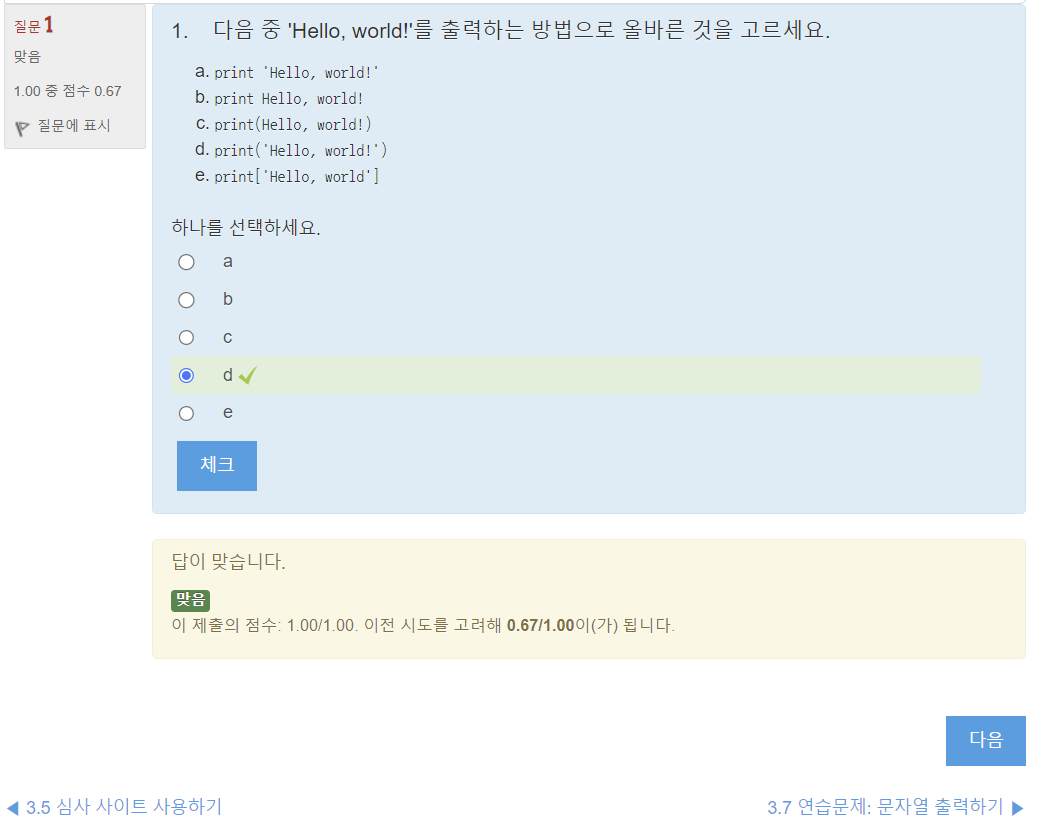 질문 1
맞음
1.00 중 점수 0.67
질문에 표시
1. 다음 중 'Hello, world!'를 출력하는 방법으로 올바른 것을 고르세요.
a. print 'Hello, world!'
b. print Hello, world!
c. print(Hello, world!)
d. print('Hello, world!')
e. print['Hello, world']
하나를 선택하세요.
a
b
c
d
e
체크
답이 맞습니다.
맞음
이 제출의 점수: 1.00/1.00. 이전 시도를 고려해 0.67/1.00이(가) 됩니다.
다음
◀ 3.5 심사 사이트 사용하기
3.7 연습문제: 문자열 출력하기 ▶